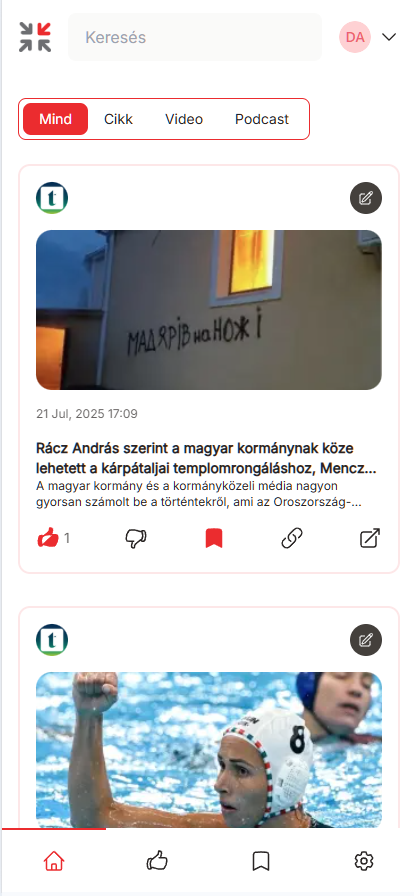 Keresés
DA
Mind
Cikk
Video
Podcast
t
МАДЯРІВ на НОЖІ
21 Jul, 2025 17:09
Rácz András szerint a magyar kormánynak köze
lehetett a kárpátaljai templomrongáláshoz, Mencz...
A magyar kormány és a kormányközeli média nagyon
gyorsan számolt be a történtekről, ami az Oroszország-...
1
t
8